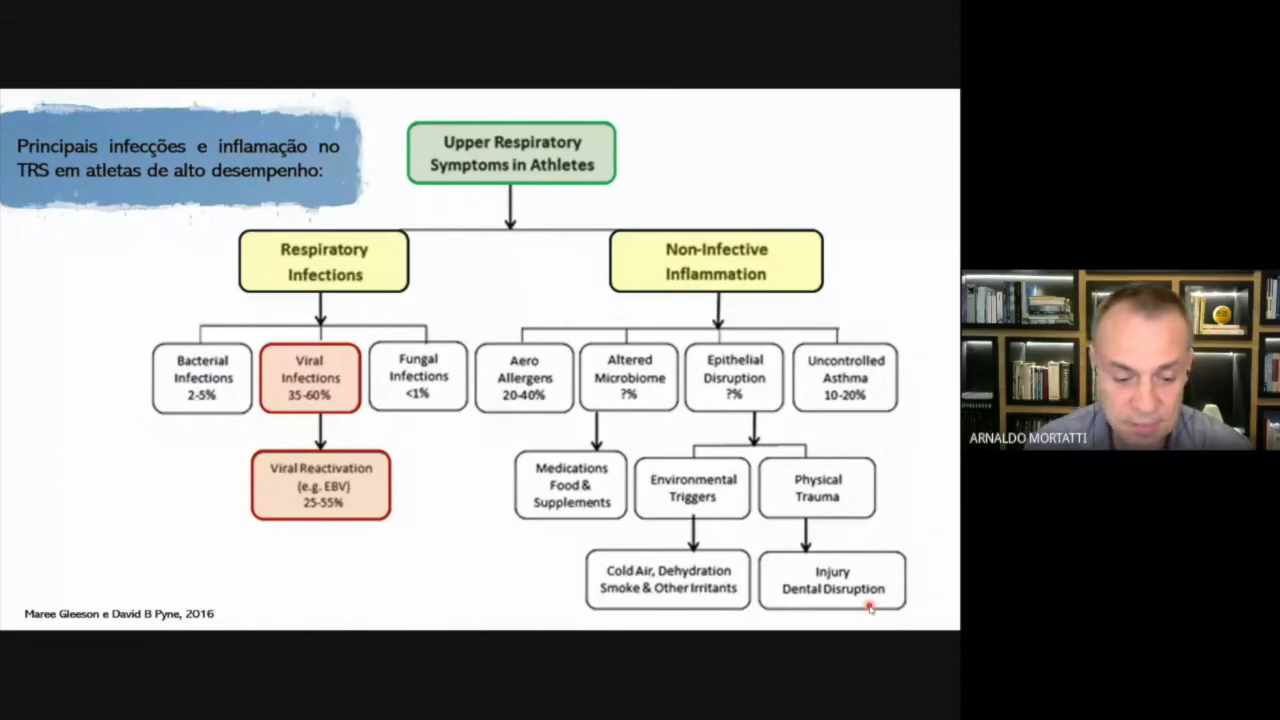 Principais infecções e inflamação no
TRS em atletas de alto desempenho:
Upper Respiratory
Symptoms in Athletes
Respiratory
Infections
Non-Infective
Inflammation
Bacterial
Infections
2-5%
Viral
Infections
35-60%
Fungal
Infections
<1%
Aero
Allergens
20-40%
Altered
Microbiome
?%
Epithelial
Disruption
?%
Uncontrolled
Asthma
10-20%
Viral Reactivation
(e.g. EBV)
25-55%
Medications
Food &
Supplements
Environmental
Triggers
Physical
Trauma
Cold Air, Dehydration
Smoke & Other Irritants
Injury
Dental Disruption
Maree Gleeson e David B Pyne, 2016
ARNALDO MORTATTI